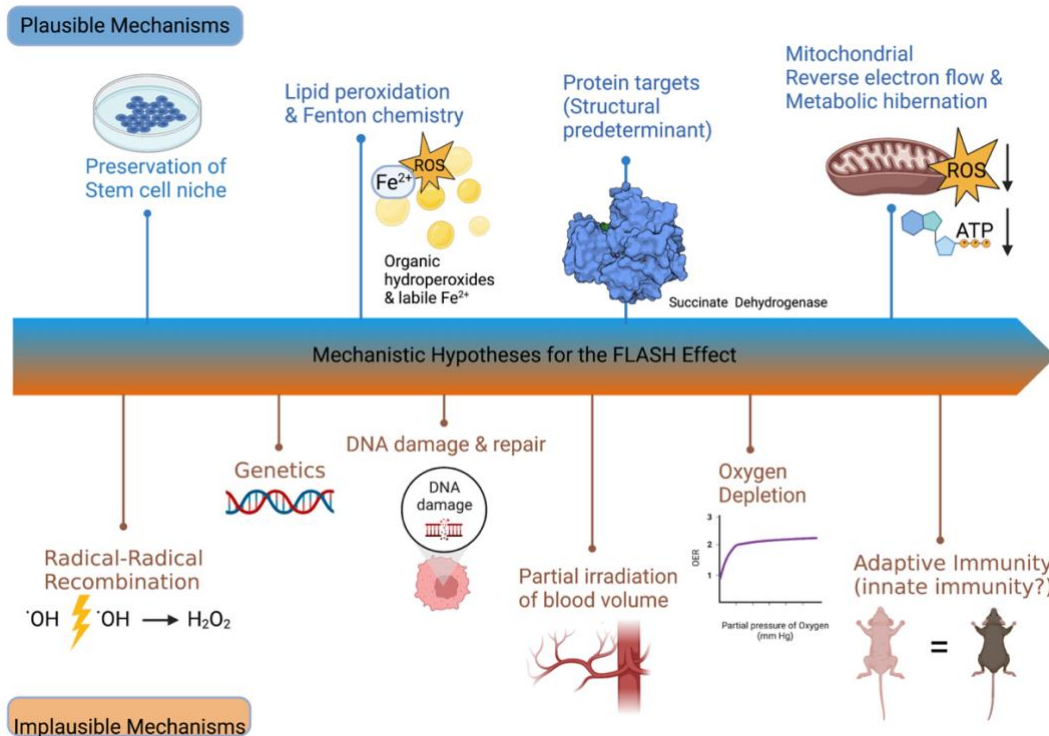 Plausible Mechanisms
Preservation of
Stem cell niche
Lipid peroxidation
& Fenton chemistry
ROS
Fe²⁺
Organic
hydroperoxides
& labile Fe²⁺
Protein targets
(Structural
predeterminant)
Succinate Dehydrogenase
Mitochondrial
Reverse electron flow &
Metabolic hibernation
ROS
ATP
P P P
Mechanistic Hypotheses for the FLASH Effect
Radical-Radical
Recombination
˙OH ˙OH → H₂O₂
Genetics
DNA damage & repair
DNA
damage
Partial irradiation
of blood volume
Oxygen
Depletion
3
2
1
OER
Partial pressure of Oxygen
(mm Hg)
Adaptive Immunity
(innate immunity?)
=
Implausible Mechanisms